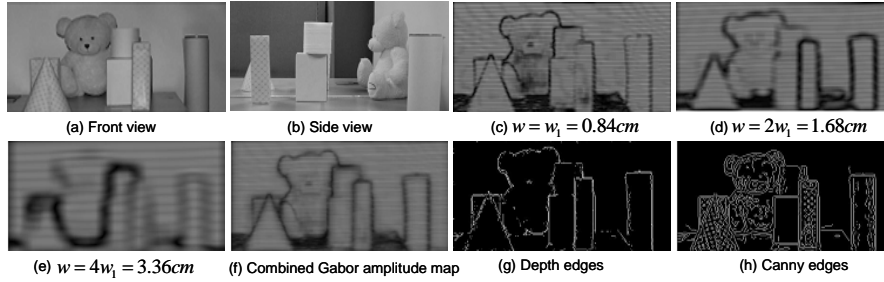 (a) Front view
(b) Side view
(c) w = w₁ = 0.84cm
(d) w = 2w₁ = 1.68cm
(e) w = 4w₁ = 3.36cm
(f) Combined Gabor amplitude map
(g) Depth edges
(h) Canny edges